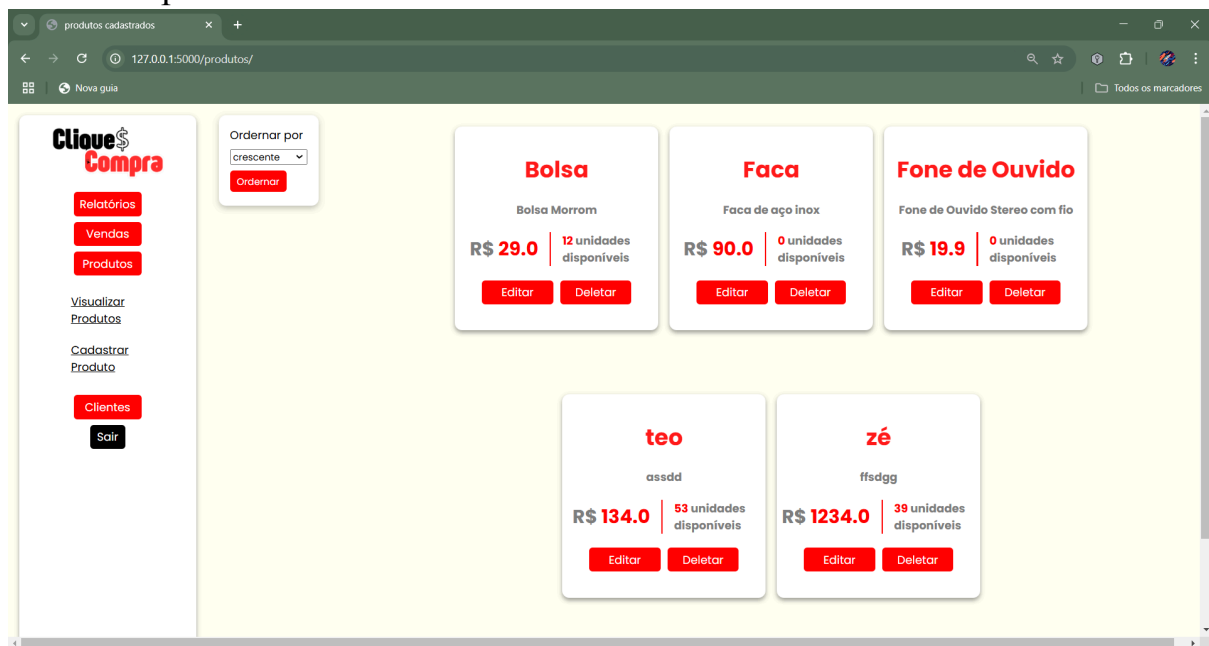 produtos cadastrados
127.0.0.1:5000/produtos/
Nova guia
Todos os marcadores
Clique$
Compra
Relatórios
Vendas
Produtos
Visualizar
Produtos
Cadastrar
Produto
Clientes
Sair
Ordernar por
crescente
Ordernar
Bolsa
Bolsa Morrom
R$ 29.0
12 unidades
disponíveis
Editar
Deletar
Faca
Faca de aço inox
R$ 90.0
0 unidades
disponíveis
Editar
Deletar
Fone de Ouvido
Fone de Ouvido Stereo com fio
R$ 19.9
0 unidades
disponíveis
Editar
Deletar
teo
assdd
R$ 134.0
53 unidades
disponíveis
Editar
Deletar
zé
ffsdgg
R$ 1234.0
39 unidades
disponíveis
Editar
Deletar